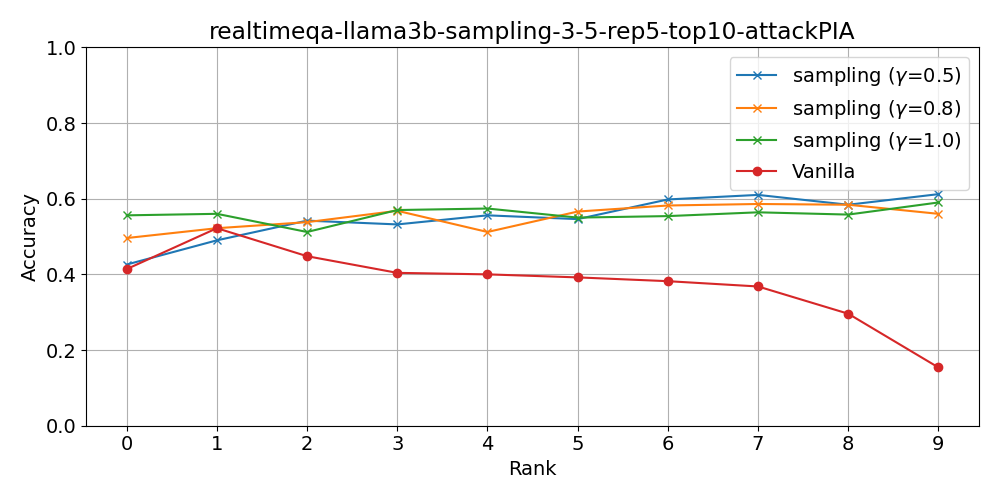 realtimeqa-llama3b-sampling-3-5-rep5-top10-attackPIA
1.0
0.8
0.6
0.4
0.2
0.0
Accuracy
0 1 2 3 4 5 6 7 8 9
Rank
sampling (γ=0.5)
sampling (γ=0.8)
sampling (γ=1.0)
Vanilla